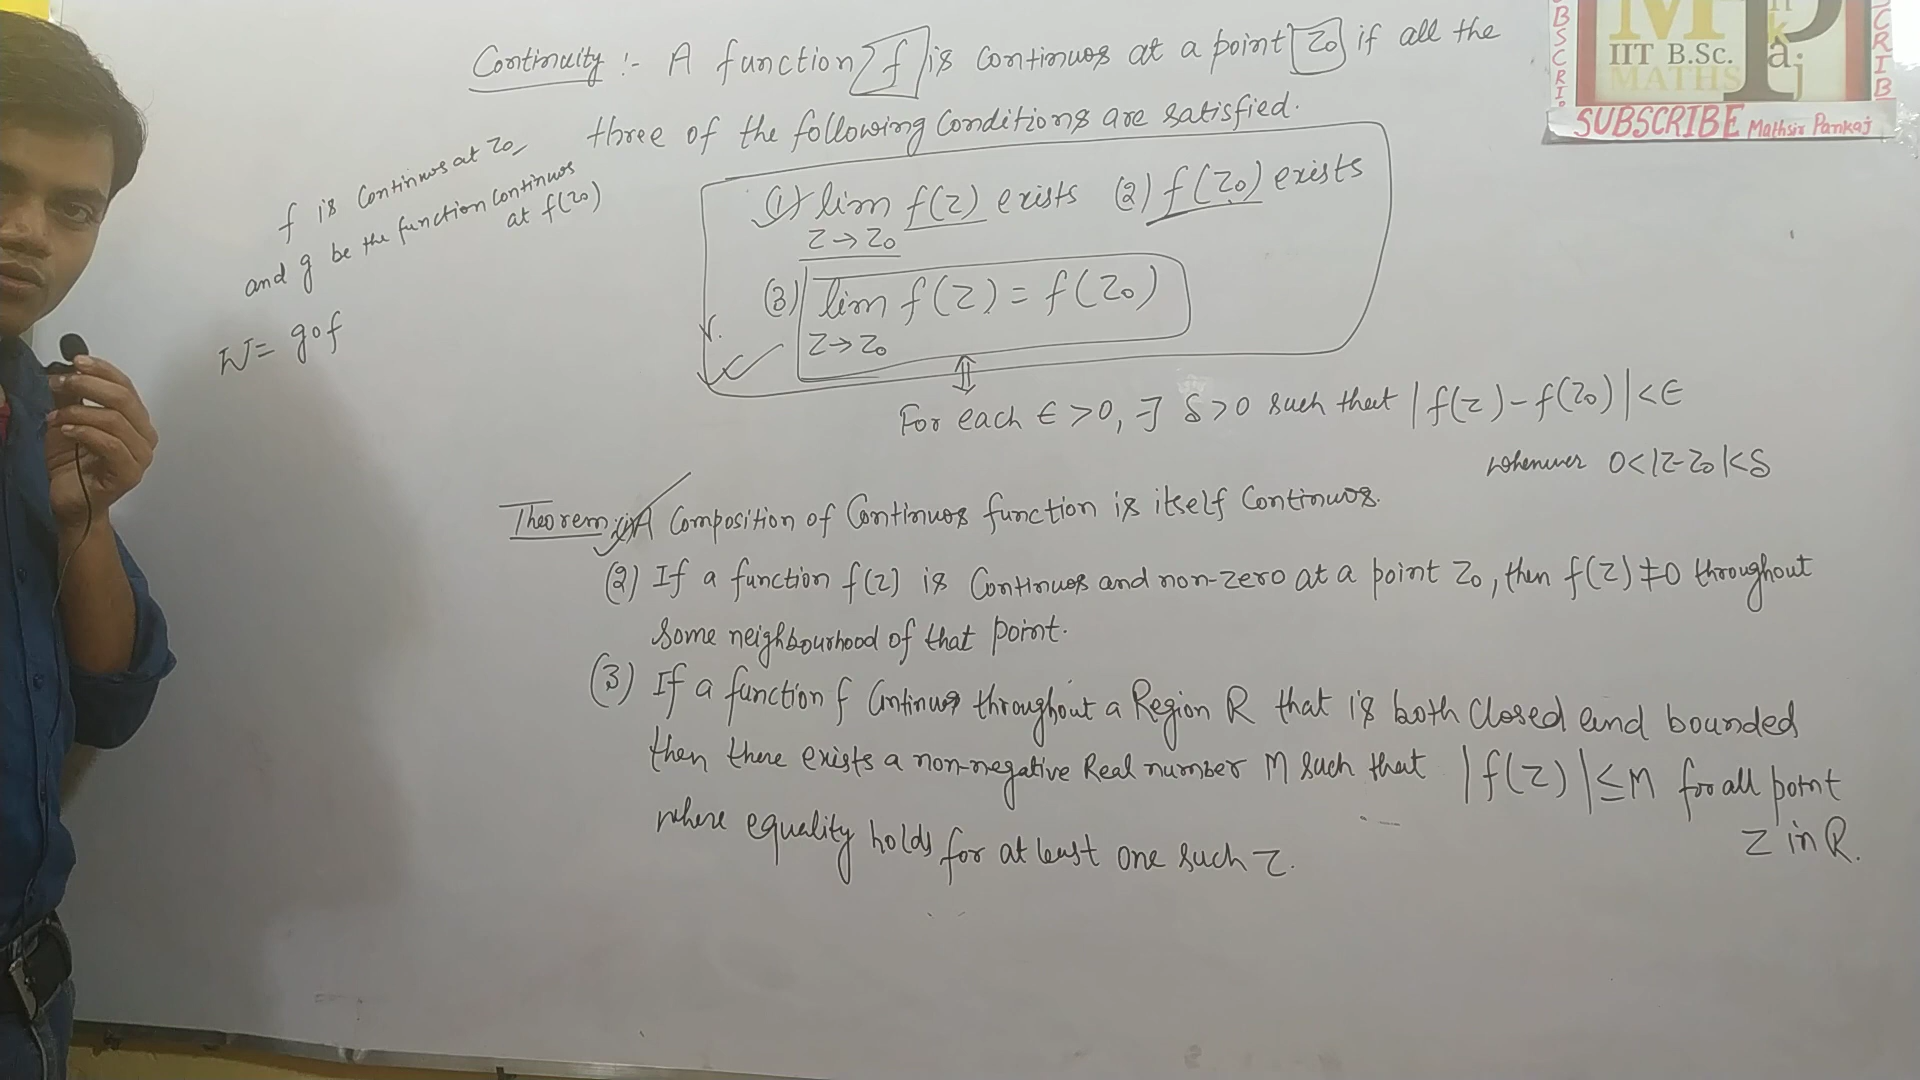 Continuity :- A function f is Continuos at a point Z₀ if all the
three of the following Conditions are satisfied.
(1) lim f(z) exists (2) f(Z₀) exists
Z→Z₀
(3) lim f(z) = f(Z₀)
Z→Z₀
⇕
For each ϵ >0, ∃ δ>0 such that |f(z) - f(Z₀)|<ϵ
whenever 0<|Z-Z₀|<δ
f is Continuos at Z₀
and g be the function Continuos
at f(Z₀)
W = gof
Theorem :(1) A Composition of Continuos function is itself Continuos.
(2) If a function f(z) is Continuos and non-zero at a point Z₀, then f(z)≠0 throughout
some neighbourhood of that point.
(3) If a function f Continuos throughout a Region R that is both Closed and bounded
then there exists a non-negative Real number M such that |f(z)|≤M for all point
Z in R.
where equality holds for at least one such Z.
IIT B.Sc.
MATHS
SUBSCRIBE Mathsir Pankaj